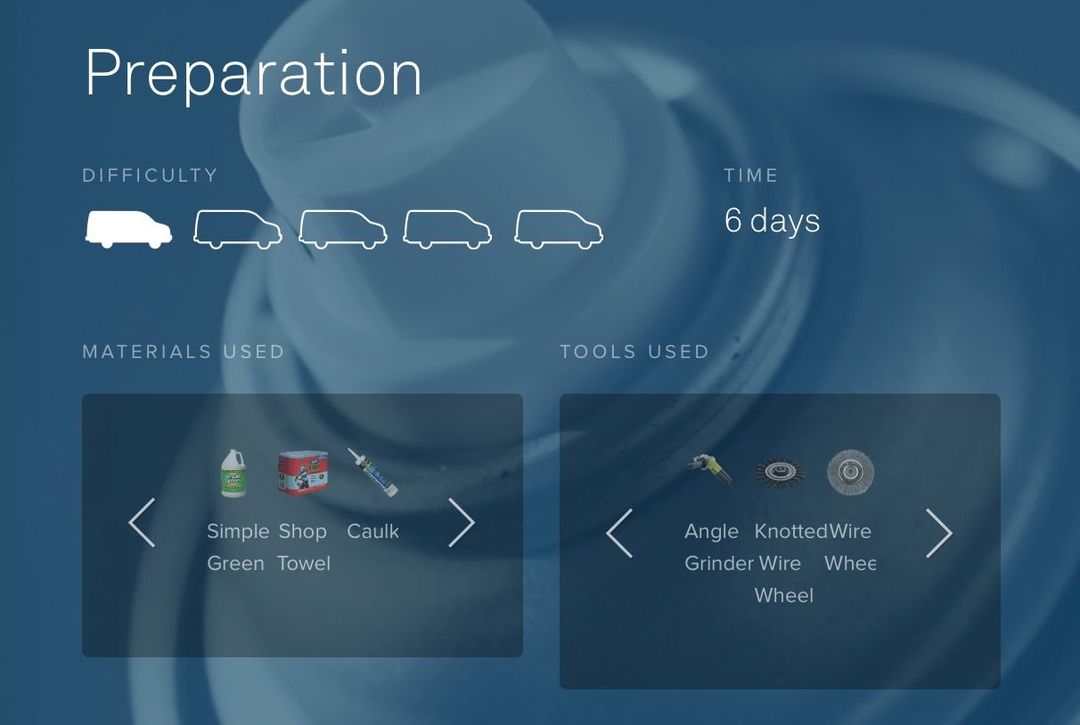 Preparation
DIFFICULTY
TIME
6 days
MATERIALS USED
TOOLS USED
Simple Shop Caulk
Green Towel
Angle Knotted Wire
Grinder Wire Whee
Wheel